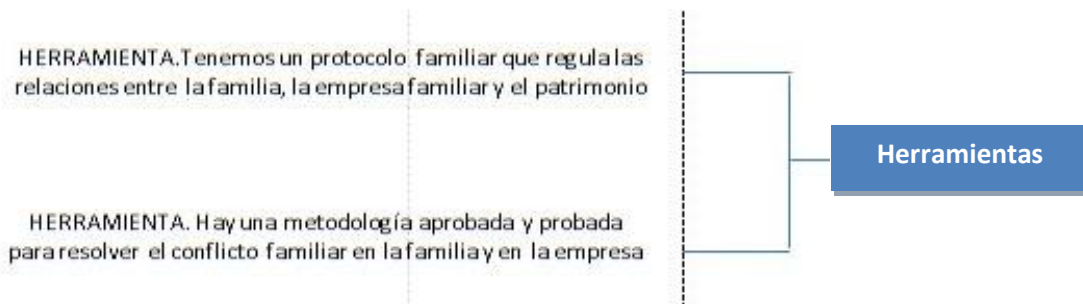 HERRAMIENTA.Tenemos un protocolo familiar que regula las
relaciones entre la familia, la empresa familiar y el patrimonio
Herramientas
HERRAMIENTA. Hay una metodología aprobada y probada
para resolver el conflicto familiar en la familia y en la empresa